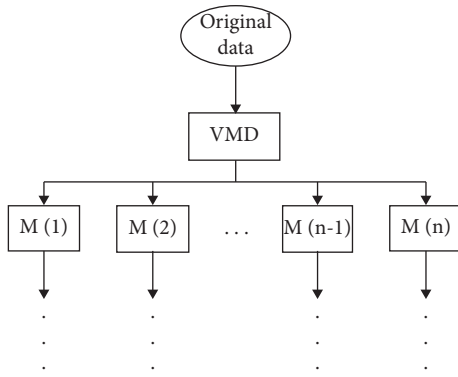 Original
data
VMD
M (1) M (2) . . . M (n-1) M (n)
. . . .
. . . .
. . . .